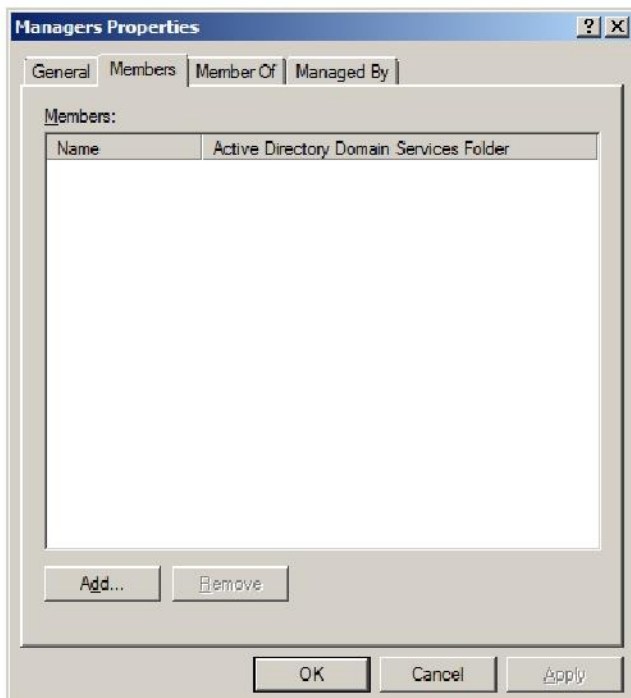 Managers Properties
General Members Member Of Managed By
Members:
Name Active Directory Domain Services Folder
Add... Remove
OK Cancel Apply